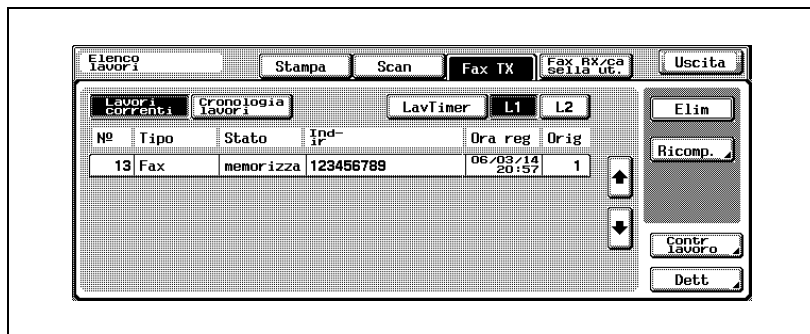 Elenco lavori
Stampa Scan Fax TX Fax RX/ca sella ut. Uscita
Lavori correnti Cronologia lavori LavTimer L1 L2 Elim
Nº Tipo Stato Ind-ir Ora reg Orig
Ricomp.
13 Fax memorizza 123456789 06/03/14 20:57 1
Contr lavoro
Dett